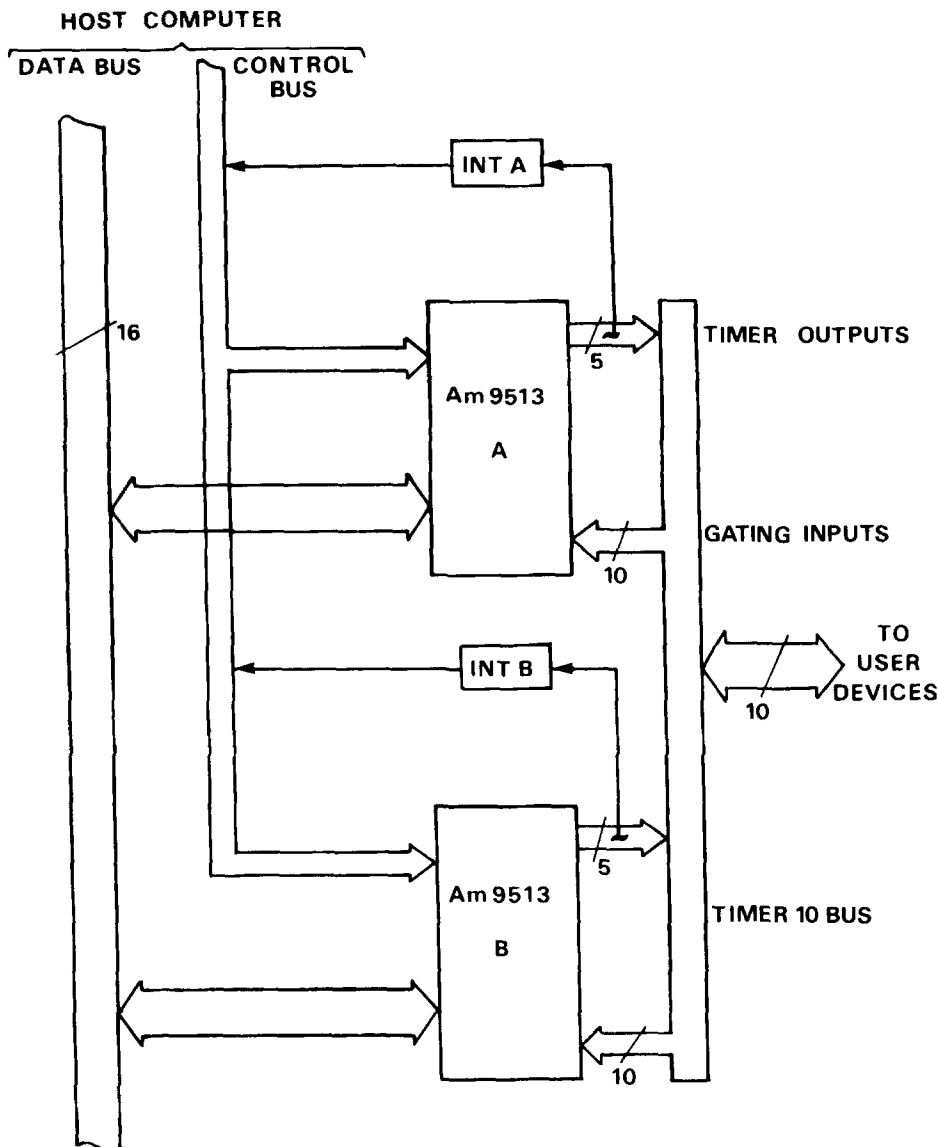 HOST COMPUTER
DATA BUS
CONTROL
BUS
INT A
16
5
TIMER OUTPUTS
Am 9513
A
GATING INPUTS
10
INT B
TO
USER
DEVICES
10
5
Am 9513
B
TIMER 10 BUS
10